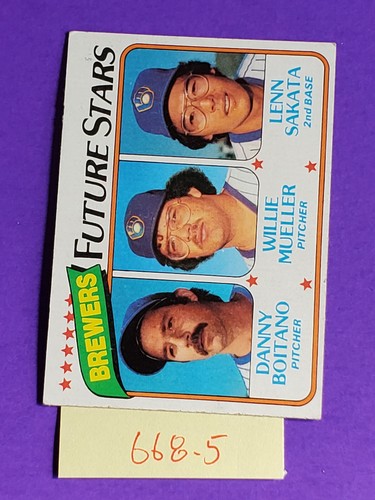 BREWERS FUTURE STARS
DANNY
BOITANO
PITCHER
WILLIE
MUELLER
PITCHER
LENN
SAKATA
2nd BASE
668-5